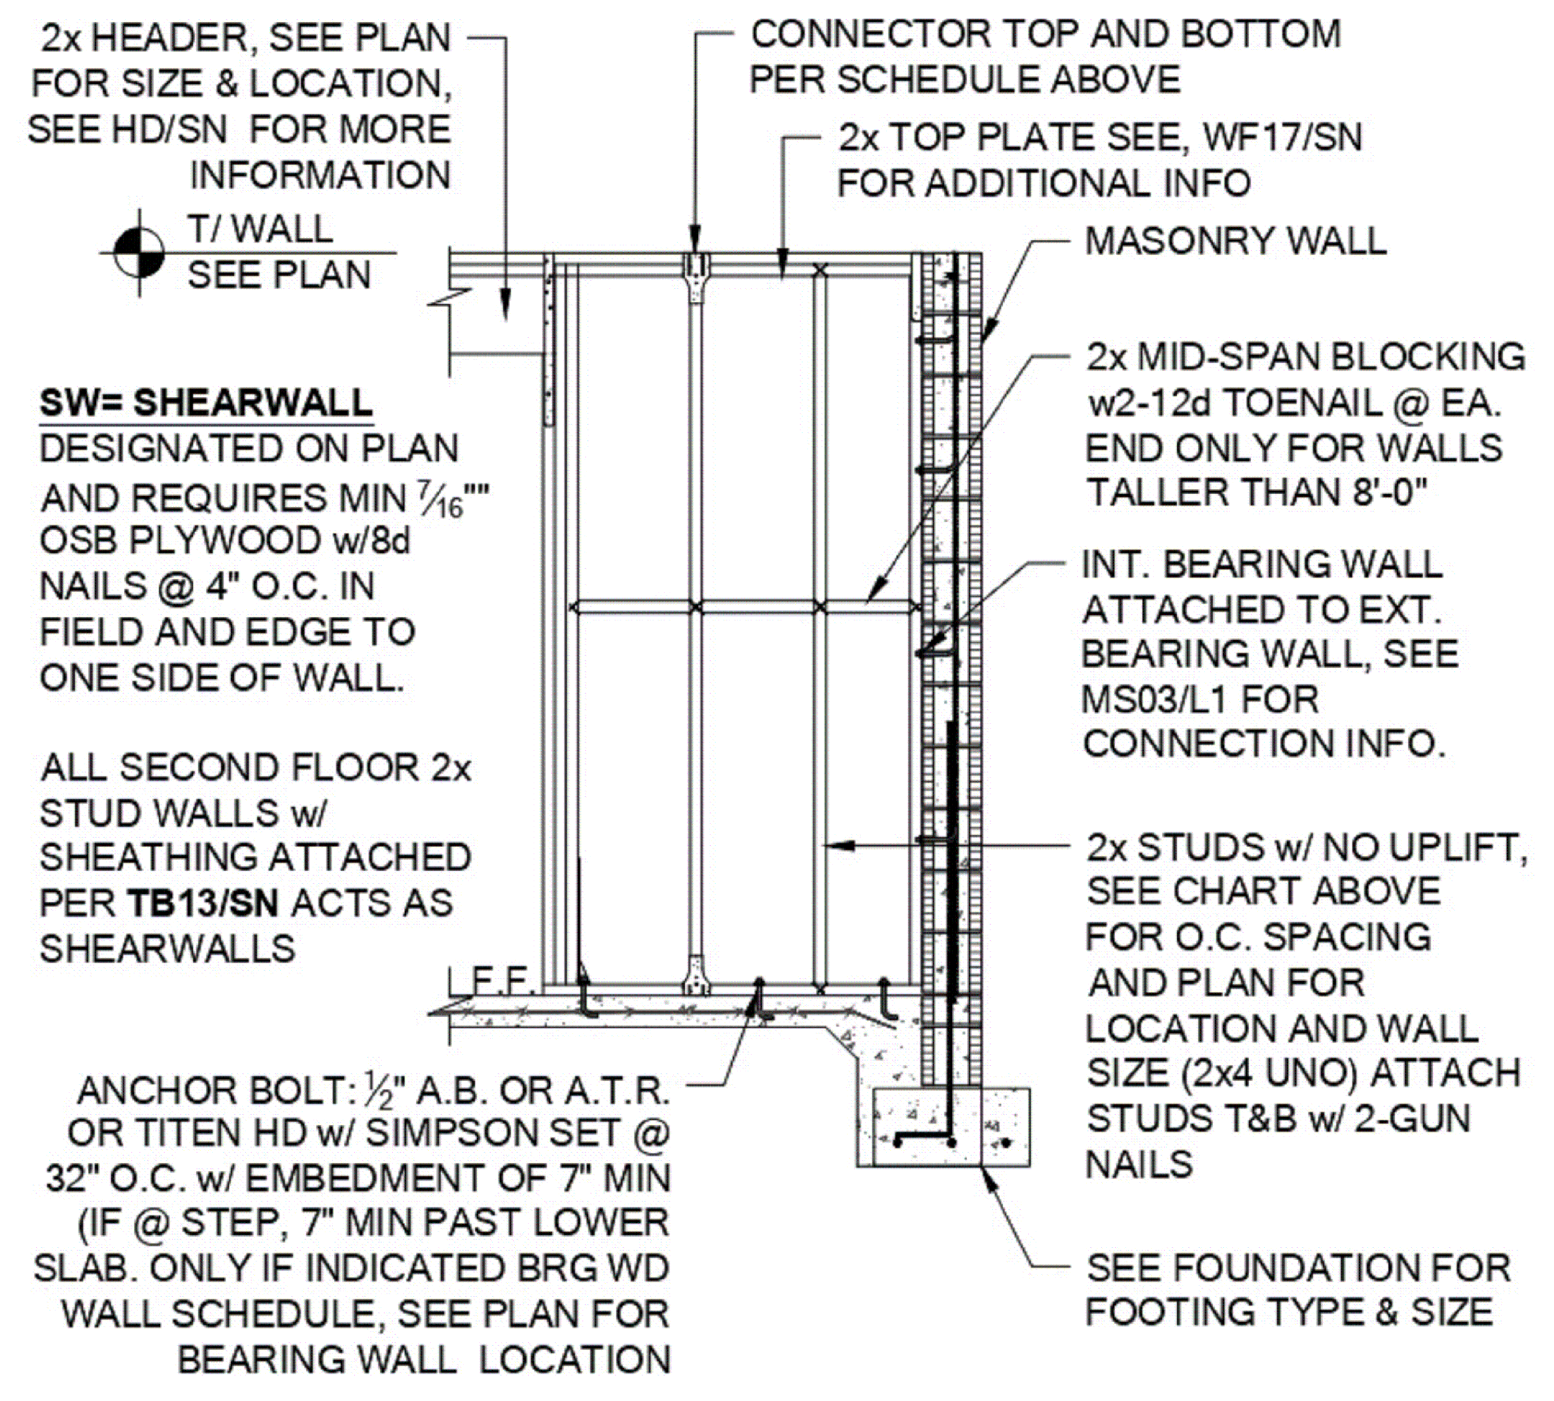 2x HEADER, SEE PLAN
FOR SIZE & LOCATION,
SEE HD/SN FOR MORE
INFORMATION
T/ WALL
SEE PLAN
CONNECTOR TOP AND BOTTOM
PER SCHEDULE ABOVE
2x TOP PLATE SEE, WF17/SN
FOR ADDITIONAL INFO
MASONRY WALL
2x MID-SPAN BLOCKING
w2-12d TOENAIL @ EA.
END ONLY FOR WALLS
TALLER THAN 8'-0"
INT. BEARING WALL
ATTACHED TO EXT.
BEARING WALL, SEE
MS03/L1 FOR
CONNECTION INFO.
2x STUDS w/ NO UPLIFT,
SEE CHART ABOVE
FOR O.C. SPACING
AND PLAN FOR
LOCATION AND WALL
SIZE (2x4 UNO) ATTACH
STUDS T&B w/ 2-GUN
NAILS
SEE FOUNDATION FOR
FOOTING TYPE & SIZE
SW= SHEARWALL
DESIGNATED ON PLAN
AND REQUIRES MIN 7/16""
OSB PLYWOOD w/8d
NAILS @ 4" O.C. IN
FIELD AND EDGE TO
ONE SIDE OF WALL.
ALL SECOND FLOOR 2x
STUD WALLS w/
SHEATHING ATTACHED
PER TB13/SN ACTS AS
SHEARWALLS
F.F.
ANCHOR BOLT: 1/2" A.B. OR A.T.R.
OR TITEN HD w/ SIMPSON SET @
32" O.C. w/ EMBEDMENT OF 7" MIN
(IF @ STEP, 7" MIN PAST LOWER
SLAB. ONLY IF INDICATED BRG WD
WALL SCHEDULE, SEE PLAN FOR
BEARING WALL LOCATION